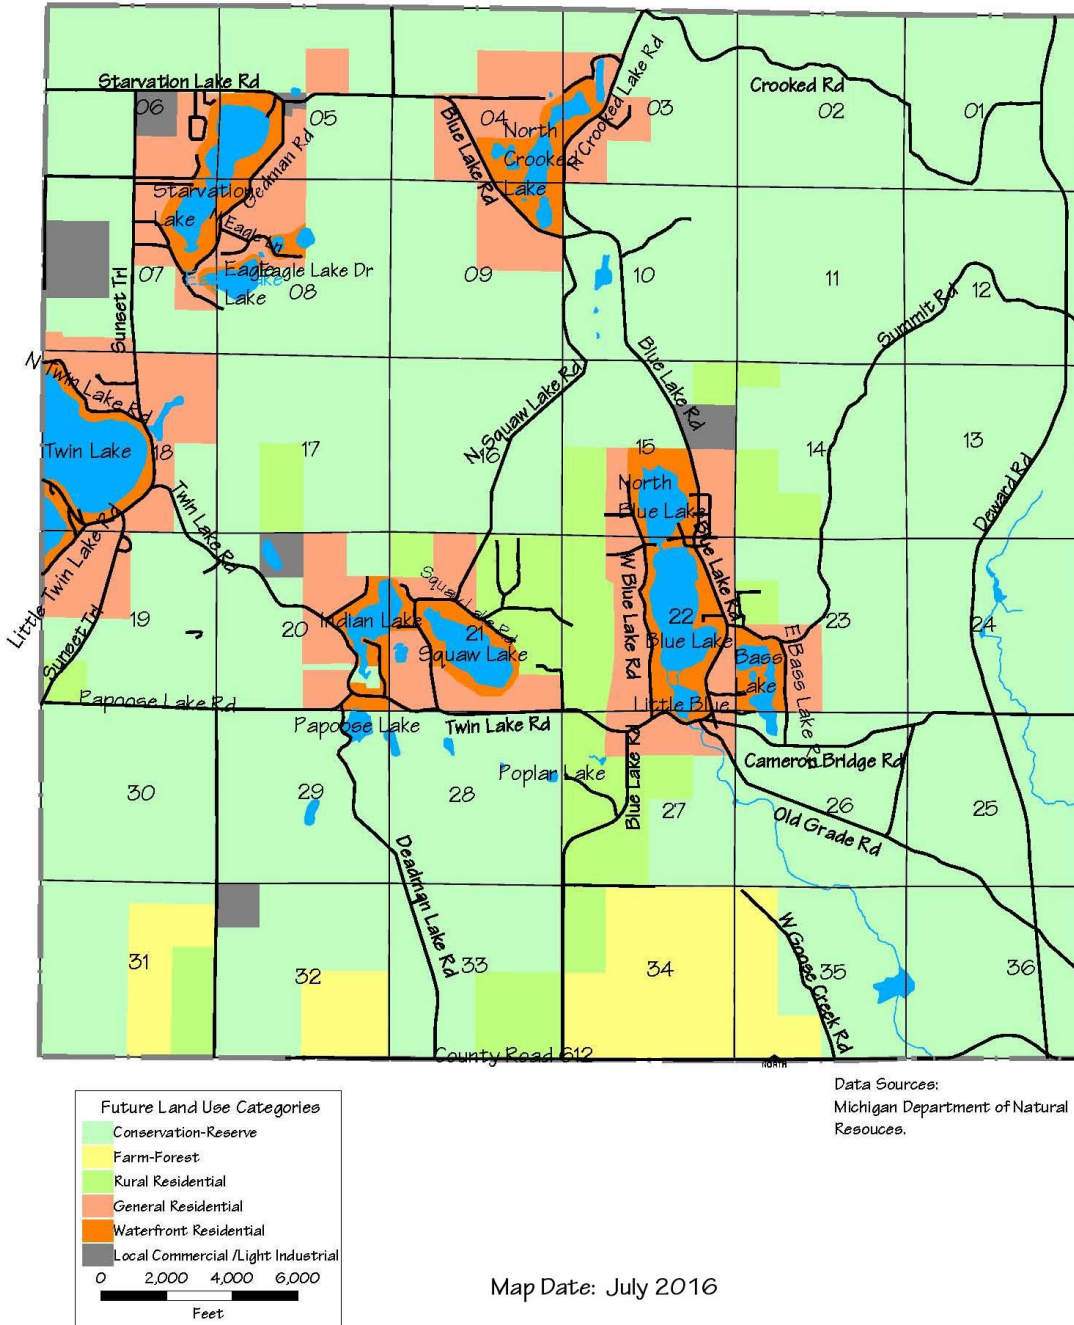 Starvation Lake Rd
06
05
Blue Lake Rd
04
North
Crooked
Lake
N Crooked Lake Rd
03
Crooked Rd
02
01
Starvation
Lake
Gedman Rd
N Eagle Ln
Eagle Lake Dr
Eagle
Lake
Eagle Lake
Sunset Trl
07
08
09
10
11
12
Summit Rd
N Twin Lake Rd
Twin Lake
18
17
N Squaw Lake Rd
16
Blue Lake Rd
15
14
13
Deward Rd
North
Blue Lake
Twin Lake Rd
Little Twin Lake Rd
Sunset Trl
19
20
Indian Lake
Squaw Lake Rd
21
Squaw Lake
W Blue Lake Rd
Blue Lake Rd
22
Blue Lake
Bass
Lake
E Bass Lake Rd
23
24
Little Blue
Papoose Lake Rd
Papoose Lake
Twin Lake Rd
Poplar Lake
Blue Lake Rd
Cameron Bridge Rd
Old Grade Rd
30
29
28
27
26
25
Deadman Lake Rd
31
32
33
34
W Goose Creek Rd
35
36
County Road 612
NORTH
Data Sources:
Michigan Department of Natural
Resouces.
Future Land Use Categories
Conservation-Reserve
Farm-Forest
Rural Residential
General Residential
Waterfront Residential
Local Commercial /Light Industrial
0 2,000 4,000 6,000
Feet
Map Date: July 2016